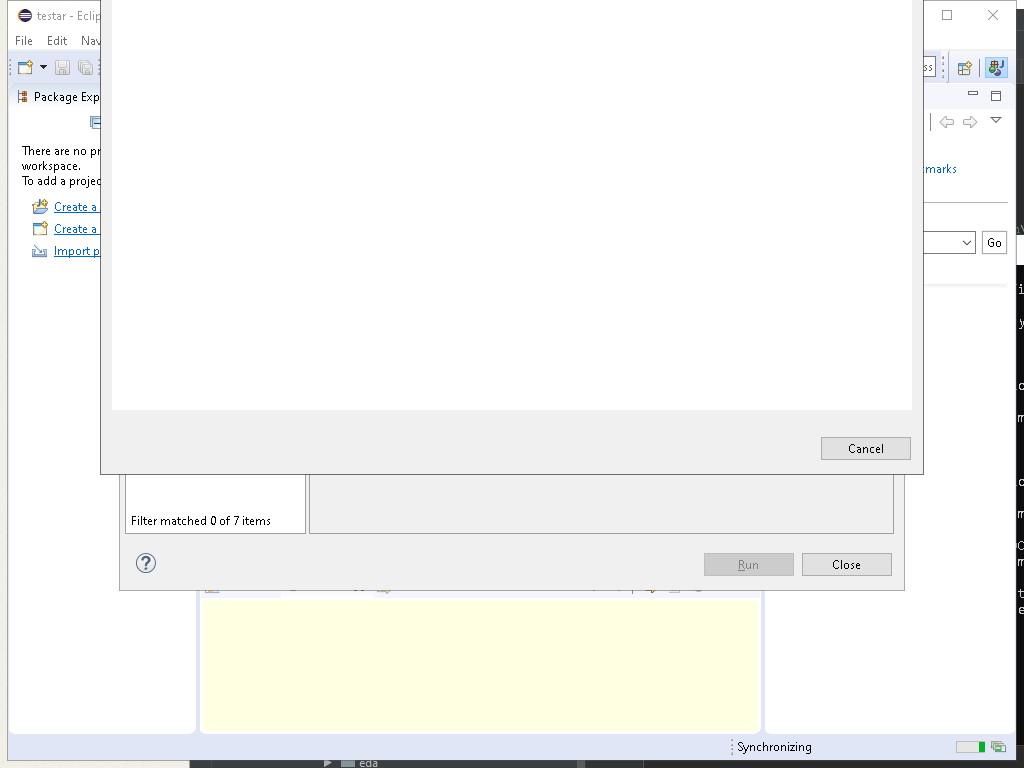 testar - Eclip
File Edit Nav
ss
Package Exp
There are no pr
workspace.
To add a projec
marks
Create a
Create a
Import p
Go
Cancel
Filter matched 0 of 7 items
?
Run
Close
Synchronizing
eda